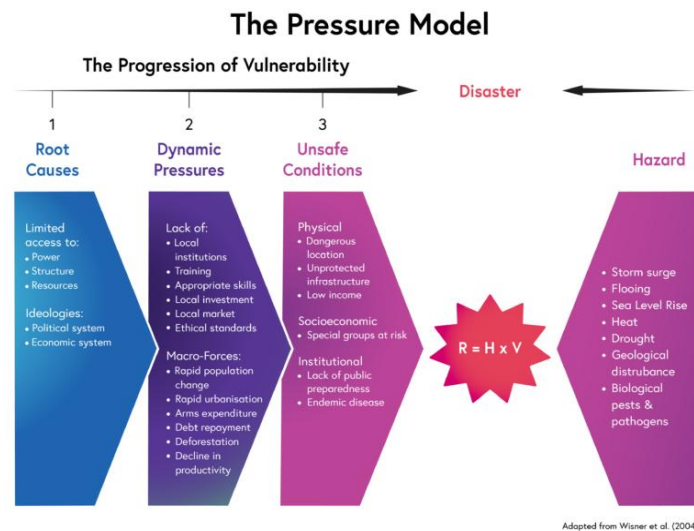 The Pressure Model
The Progression of Vulnerability
Disaster
1
2
3
Root
Causes
Dynamic
Pressures
Unsafe
Conditions
Hazard
Limited
access to:
• Power
• Structure
• Resources
Ideologies:
• Political system
• Economic system
Lack of:
• Local
institutions
• Training
• Appropriate skills
• Local investment
• Local market
• Ethical standards
Macro-Forces:
• Rapid population
change
• Rapid urbanisation
• Arms expenditure
• Debt repayment
• Deforestation
• Decline in
productivity
Physical
• Dangerous
location
• Unprotected
infrastructure
• Low income
Socioeconomic
• Special groups at risk
Institutional
• Lack of public
preparedness
• Endemic disease
R = H x V
• Storm surge
• Flooing
• Sea Level Rise
• Heat
• Drought
• Geological
distrubance
• Biological
pests &
pathogens
Adapted from Wisner et al. (2004